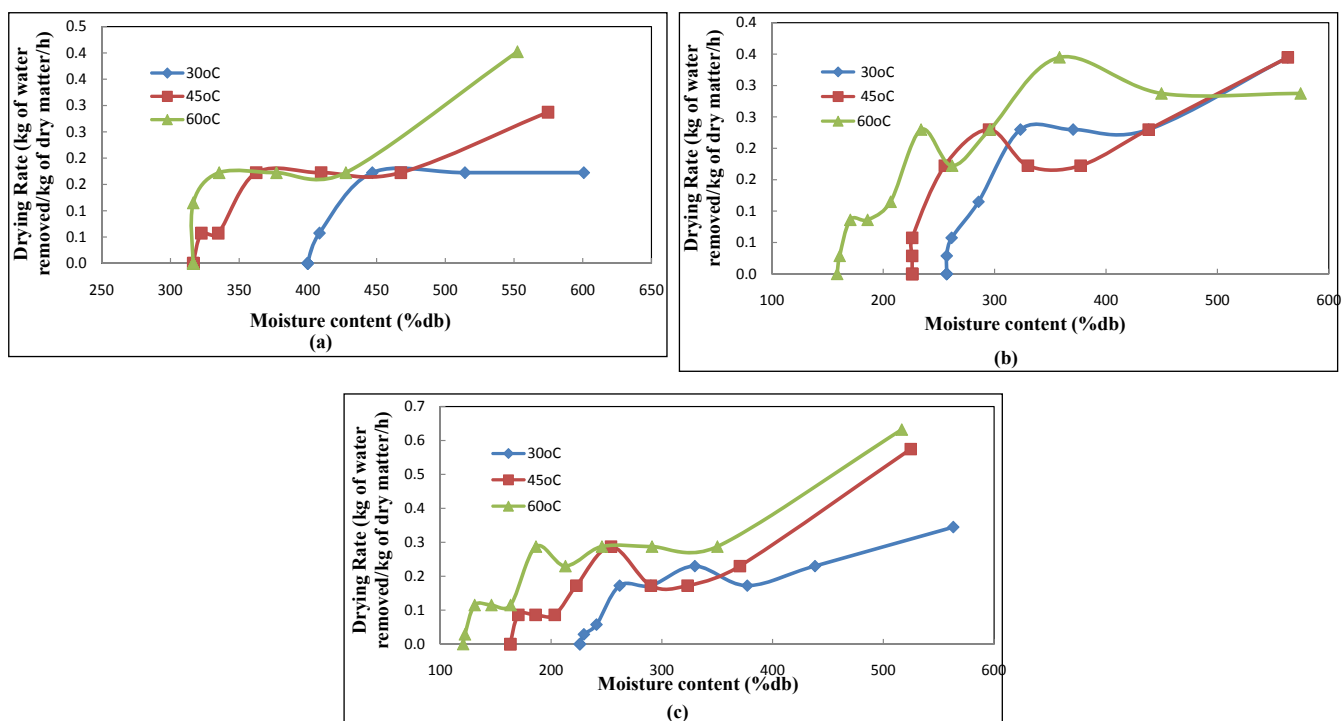 Drying Rate (kg of water
removed/kg of dry matter/h)
0.5
0.4
0.4
0.3
0.3
0.2
0.2
0.1
0.1
0.0
30oC
45oC
60oC
250 300 350 400 450 500 550 600 650
Moisture content (%db)
(a)
Drying Rate (kg of water
removed/kg of dry matter/h)
0.4
0.4
0.3
0.3
0.2
0.2
0.1
0.1
0.0
30oC
45oC
60oC
100 200 300 400 500 600
Moisture content (%db)
(b)
Drying Rate (kg of water
removed/kg of dry matter/h)
0.7
0.6
0.5
0.4
0.3
0.2
0.1
0.0
30oC
45oC
60oC
100 200 300 400 500 600
Moisture content (%db)
(c)